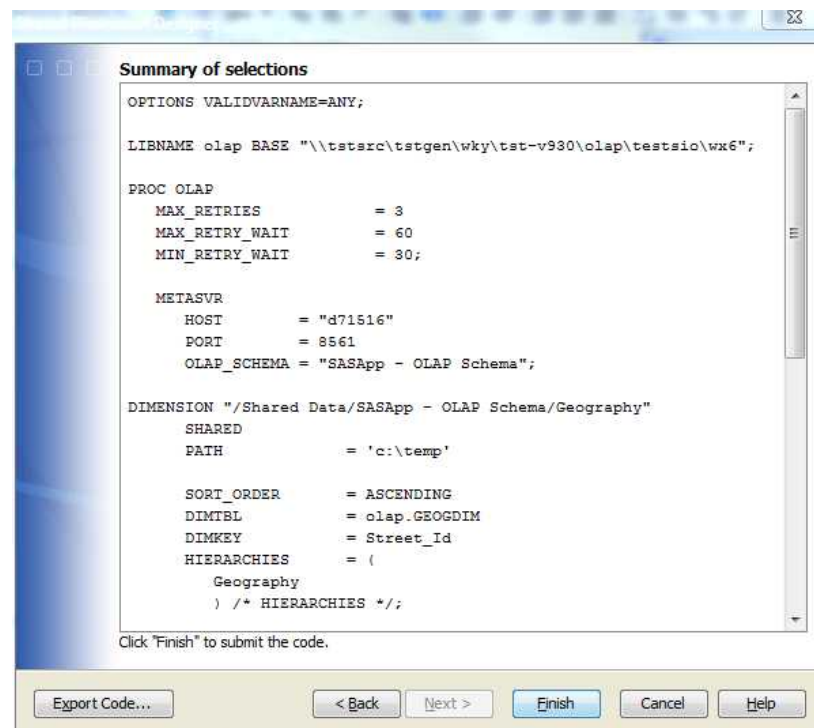 Summary of selections
OPTIONS VALIDVARNAME=ANY;
LIBNAME olap BASE "\\tstsrc\tstgen\wky\tst-v930\olap\testsio\wx6";
PROC OLAP
MAX_RETRIES = 3
MAX_RETRY_WAIT = 60
MIN_RETRY_WAIT = 30;
METASVR
HOST = "d71516"
PORT = 8561
OLAP_SCHEMA = "SASApp - OLAP Schema";
DIMENSION "/Shared Data/SASApp - OLAP Schema/Geography"
SHARED
PATH = 'c:\temp'
SORT_ORDER = ASCENDING
DIMTBL = olap.GEOGDIM
DIMKEY = Street_Id
HIERARCHIES = (
Geography
) /* HIERARCHIES */;
Click "Finish" to submit the code.
Export Code... < Back Next > Finish Cancel Help